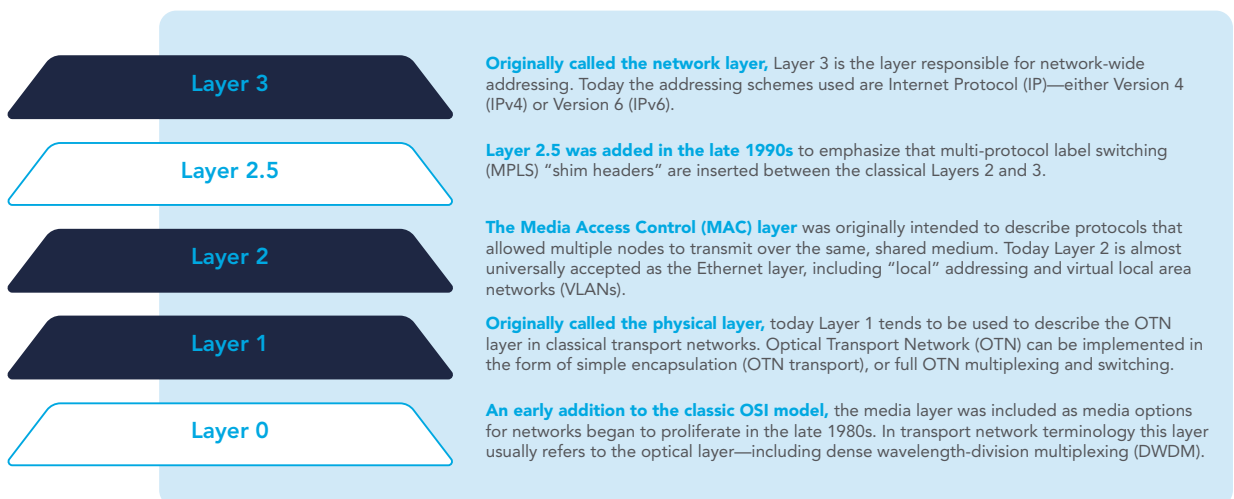 Layer 3
Originally called the network layer, Layer 3 is the layer responsible for network-wide
addressing. Today the addressing schemes used are Internet Protocol (IP)—either Version 4
(IPv4) or Version 6 (IPv6).
Layer 2.5
Layer 2.5 was added in the late 1990s to emphasize that multi-protocol label switching
(MPLS) “shim headers” are inserted between the classical Layers 2 and 3.
Layer 2
The Media Access Control (MAC) layer was originally intended to describe protocols that
allowed multiple nodes to transmit over the same, shared medium. Today Layer 2 is almost
universally accepted as the Ethernet layer, including “local” addressing and virtual local area
networks (VLANs).
Layer 1
Originally called the physical layer, today Layer 1 tends to be used to describe the OTN
layer in classical transport networks. Optical Transport Network (OTN) can be implemented in
the form of simple encapsulation (OTN transport), or full OTN multiplexing and switching.
Layer 0
An early addition to the classic OSI model, the media layer was included as media options
for networks began to proliferate in the late 1980s. In transport network terminology this layer
usually refers to the optical layer—including dense wavelength-division multiplexing (DWDM).